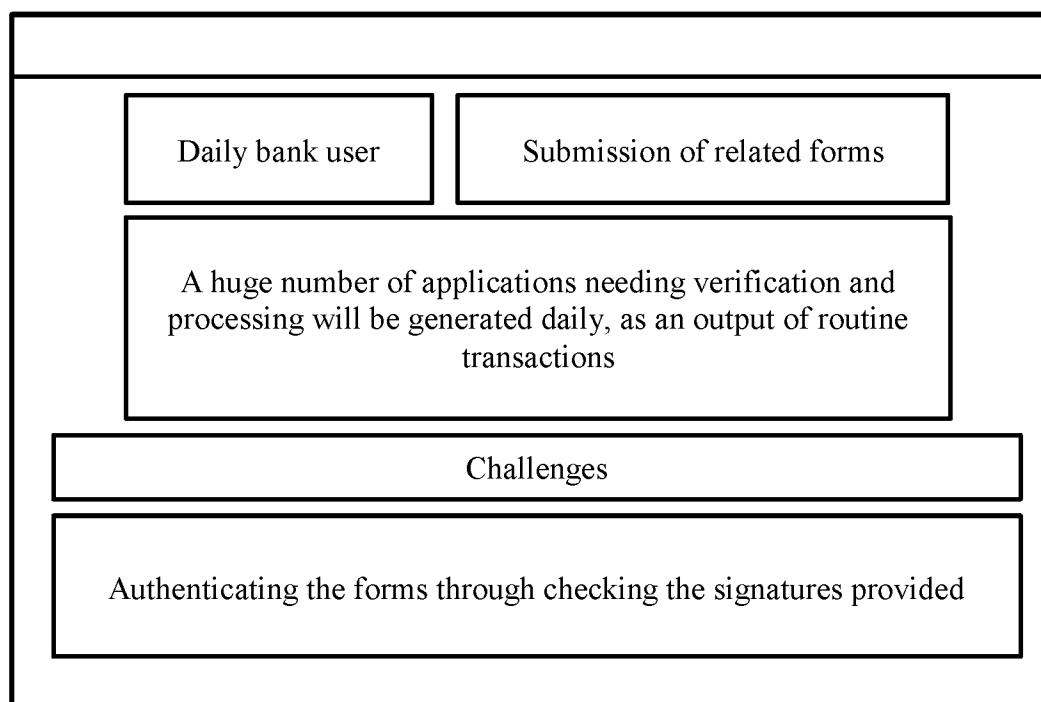 Daily bank user
Submission of related forms
A huge number of applications needing verification and
processing will be generated daily, as an output of routine
transactions
Challenges
Authenticating the forms through checking the signatures provided